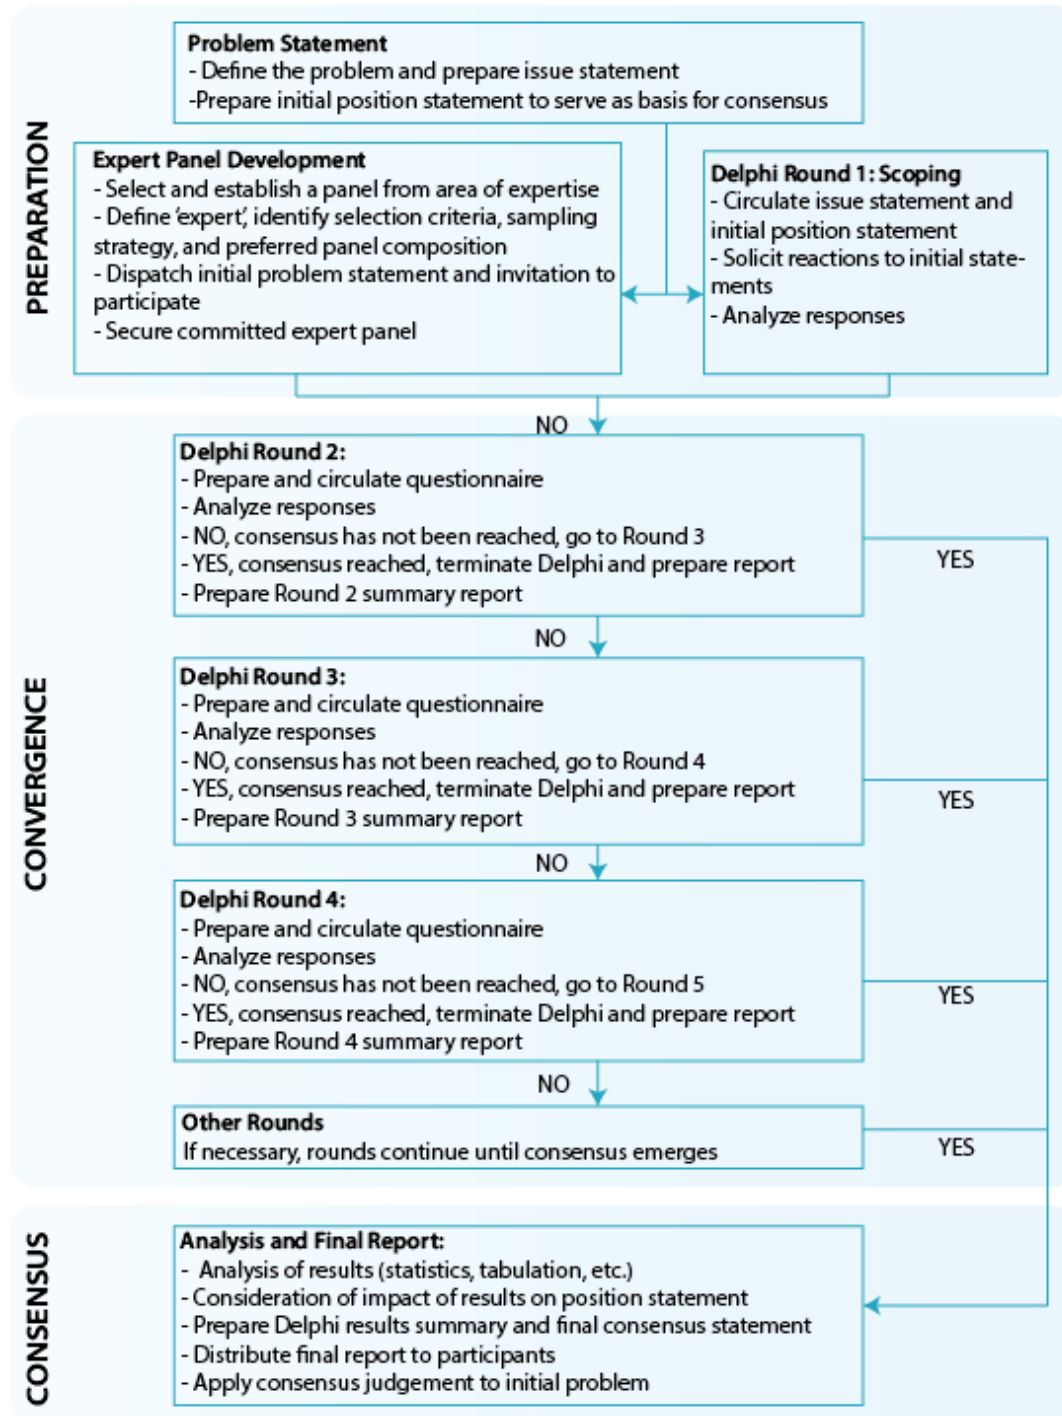 PREPARATION
Problem Statement
- Define the problem and prepare issue statement
-Prepare initial position statement to serve as basis for consensus
Expert Panel Development
- Select and establish a panel from area of expertise
- Define ‘expert’, identify selection criteria, sampling
strategy, and preferred panel composition
- Dispatch initial problem statement and invitation to
participate
- Secure committed expert panel
Delphi Round 1: Scoping
- Circulate issue statement and
initial position statement
- Solicit reactions to initial state-
ments
- Analyze responses
CONVERGENCE
NO
Delphi Round 2:
- Prepare and circulate questionnaire
- Analyze responses
- NO, consensus has not been reached, go to Round 3
- YES, consensus reached, terminate Delphi and prepare report
- Prepare Round 2 summary report
YES
NO
Delphi Round 3:
- Prepare and circulate questionnaire
- Analyze responses
- NO, consensus has not been reached, go to Round 4
- YES, consensus reached, terminate Delphi and prepare report
- Prepare Round 3 summary report
YES
NO
Delphi Round 4:
- Prepare and circulate questionnaire
- Analyze responses
- NO, consensus has not been reached, go to Round 5
- YES, consensus reached, terminate Delphi and prepare report
- Prepare Round 4 summary report
YES
NO
Other Rounds
If necessary, rounds continue until consensus emerges
YES
CONSENSUS
Analysis and Final Report:
- Analysis of results (statistics, tabulation, etc.)
- Consideration of impact of results on position statement
- Prepare Delphi results summary and final consensus statement
- Distribute final report to participants
- Apply consensus judgement to initial problem